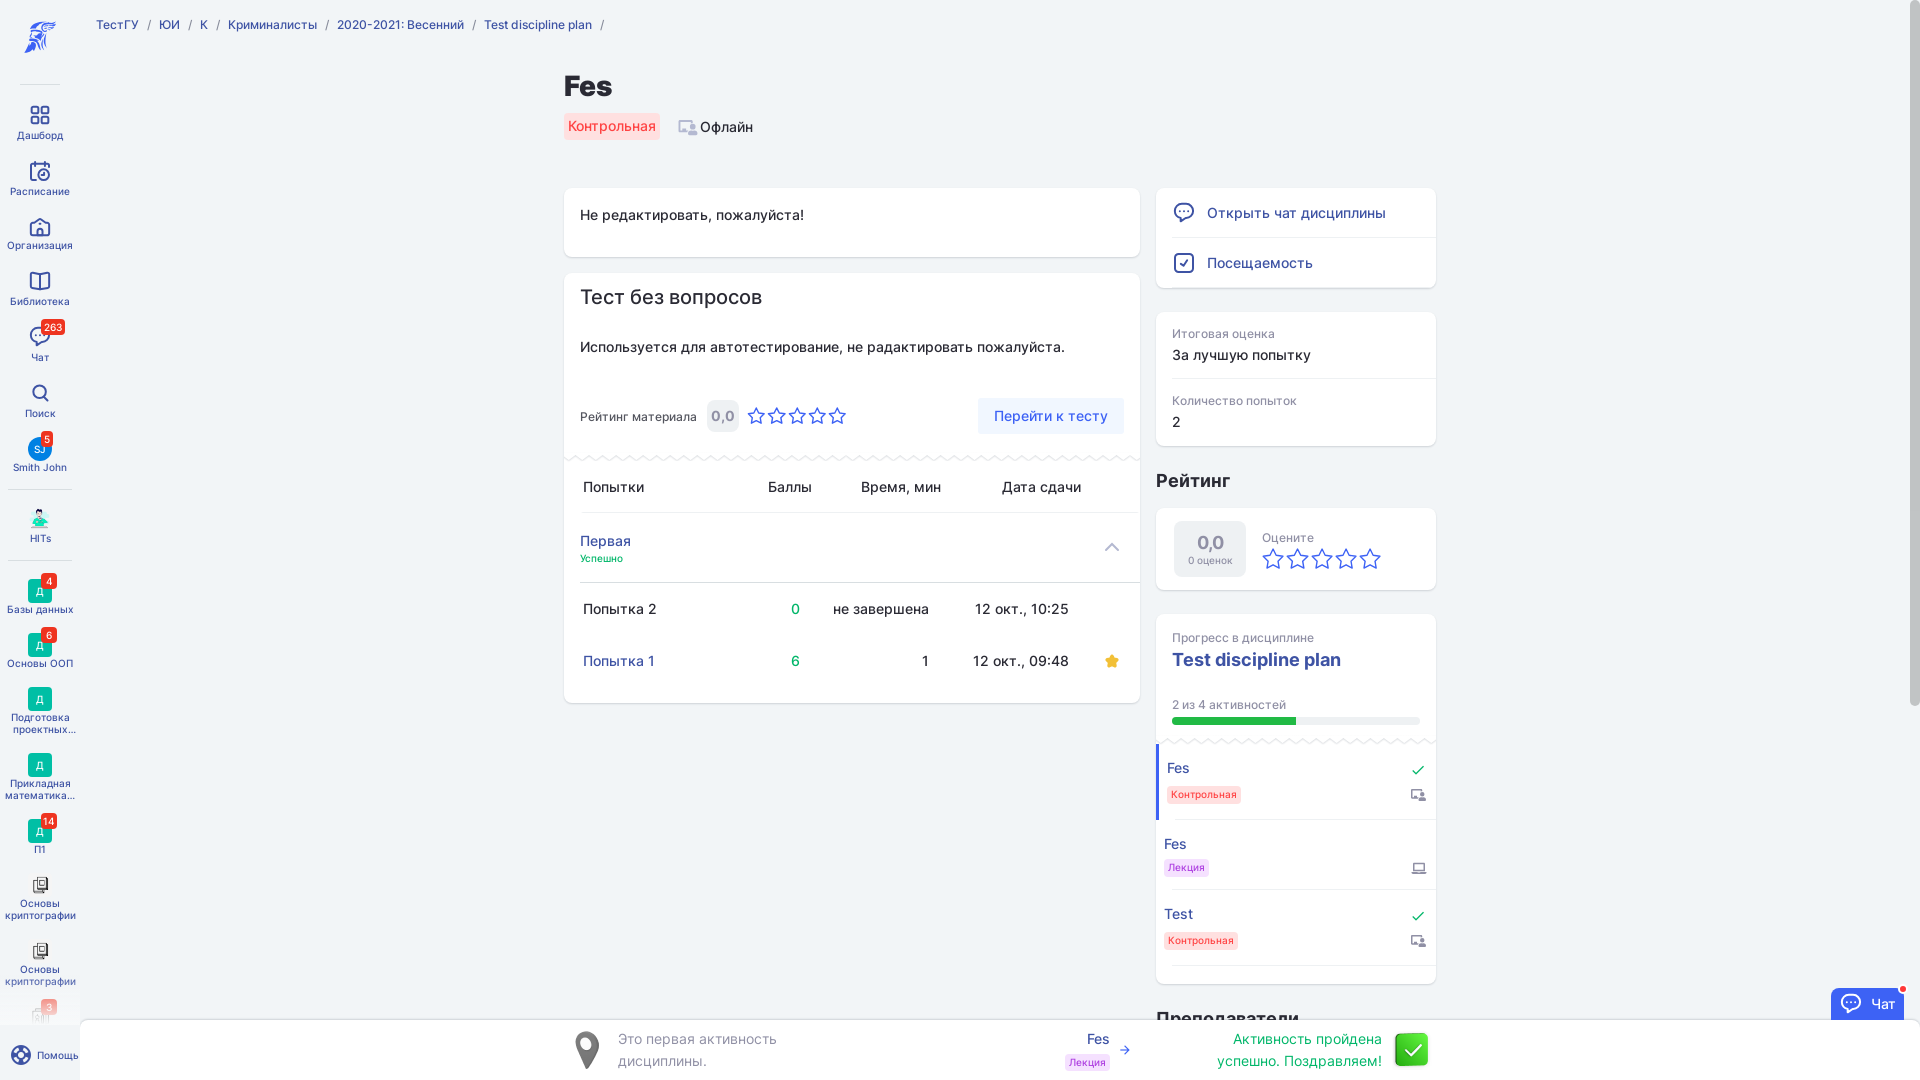 ТестГУ / ЮИ / К / Криминалисты / 2020-2021: Весенний / Test discipline plan /
Дашборд
Расписание
Организация
Библиотека
263
Чат
Поиск
5
SJ
Smith John
HITs
4
Д
Базы данных
6
Д
Основы ООП
Д
Подготовка
проектных...
Д
Прикладная
математика...
14
Д
П1
Основы
криптографии
Основы
криптографии
3
Помощь
Fes
Контрольная
Офлайн
Не редактировать, пожалуйста!
Тест без вопросов
Используется для автотестирование, не радактировать пожалуйста.
Рейтинг материала 0,0
Перейти к тесту
Попытки Баллы Время, мин Дата сдачи
Первая
Успешно
Попытка 2 0 не завершена 12 окт., 10:25
Попытка 1 6 1 12 окт., 09:48
Открыть чат дисциплины
Посещаемость
Итоговая оценка
За лучшую попытку
Количество попыток
2
Рейтинг
0,0
0 оценок
Оцените
Прогресс в дисциплине
Test discipline plan
2 из 4 активностей
Fes
Контрольная
Fes
Лекция
Test
Контрольная
Преподаватели
Чат
Это первая активность
дисциплины.
Fes
Лекция
Активность пройдена
успешно. Поздравляем!